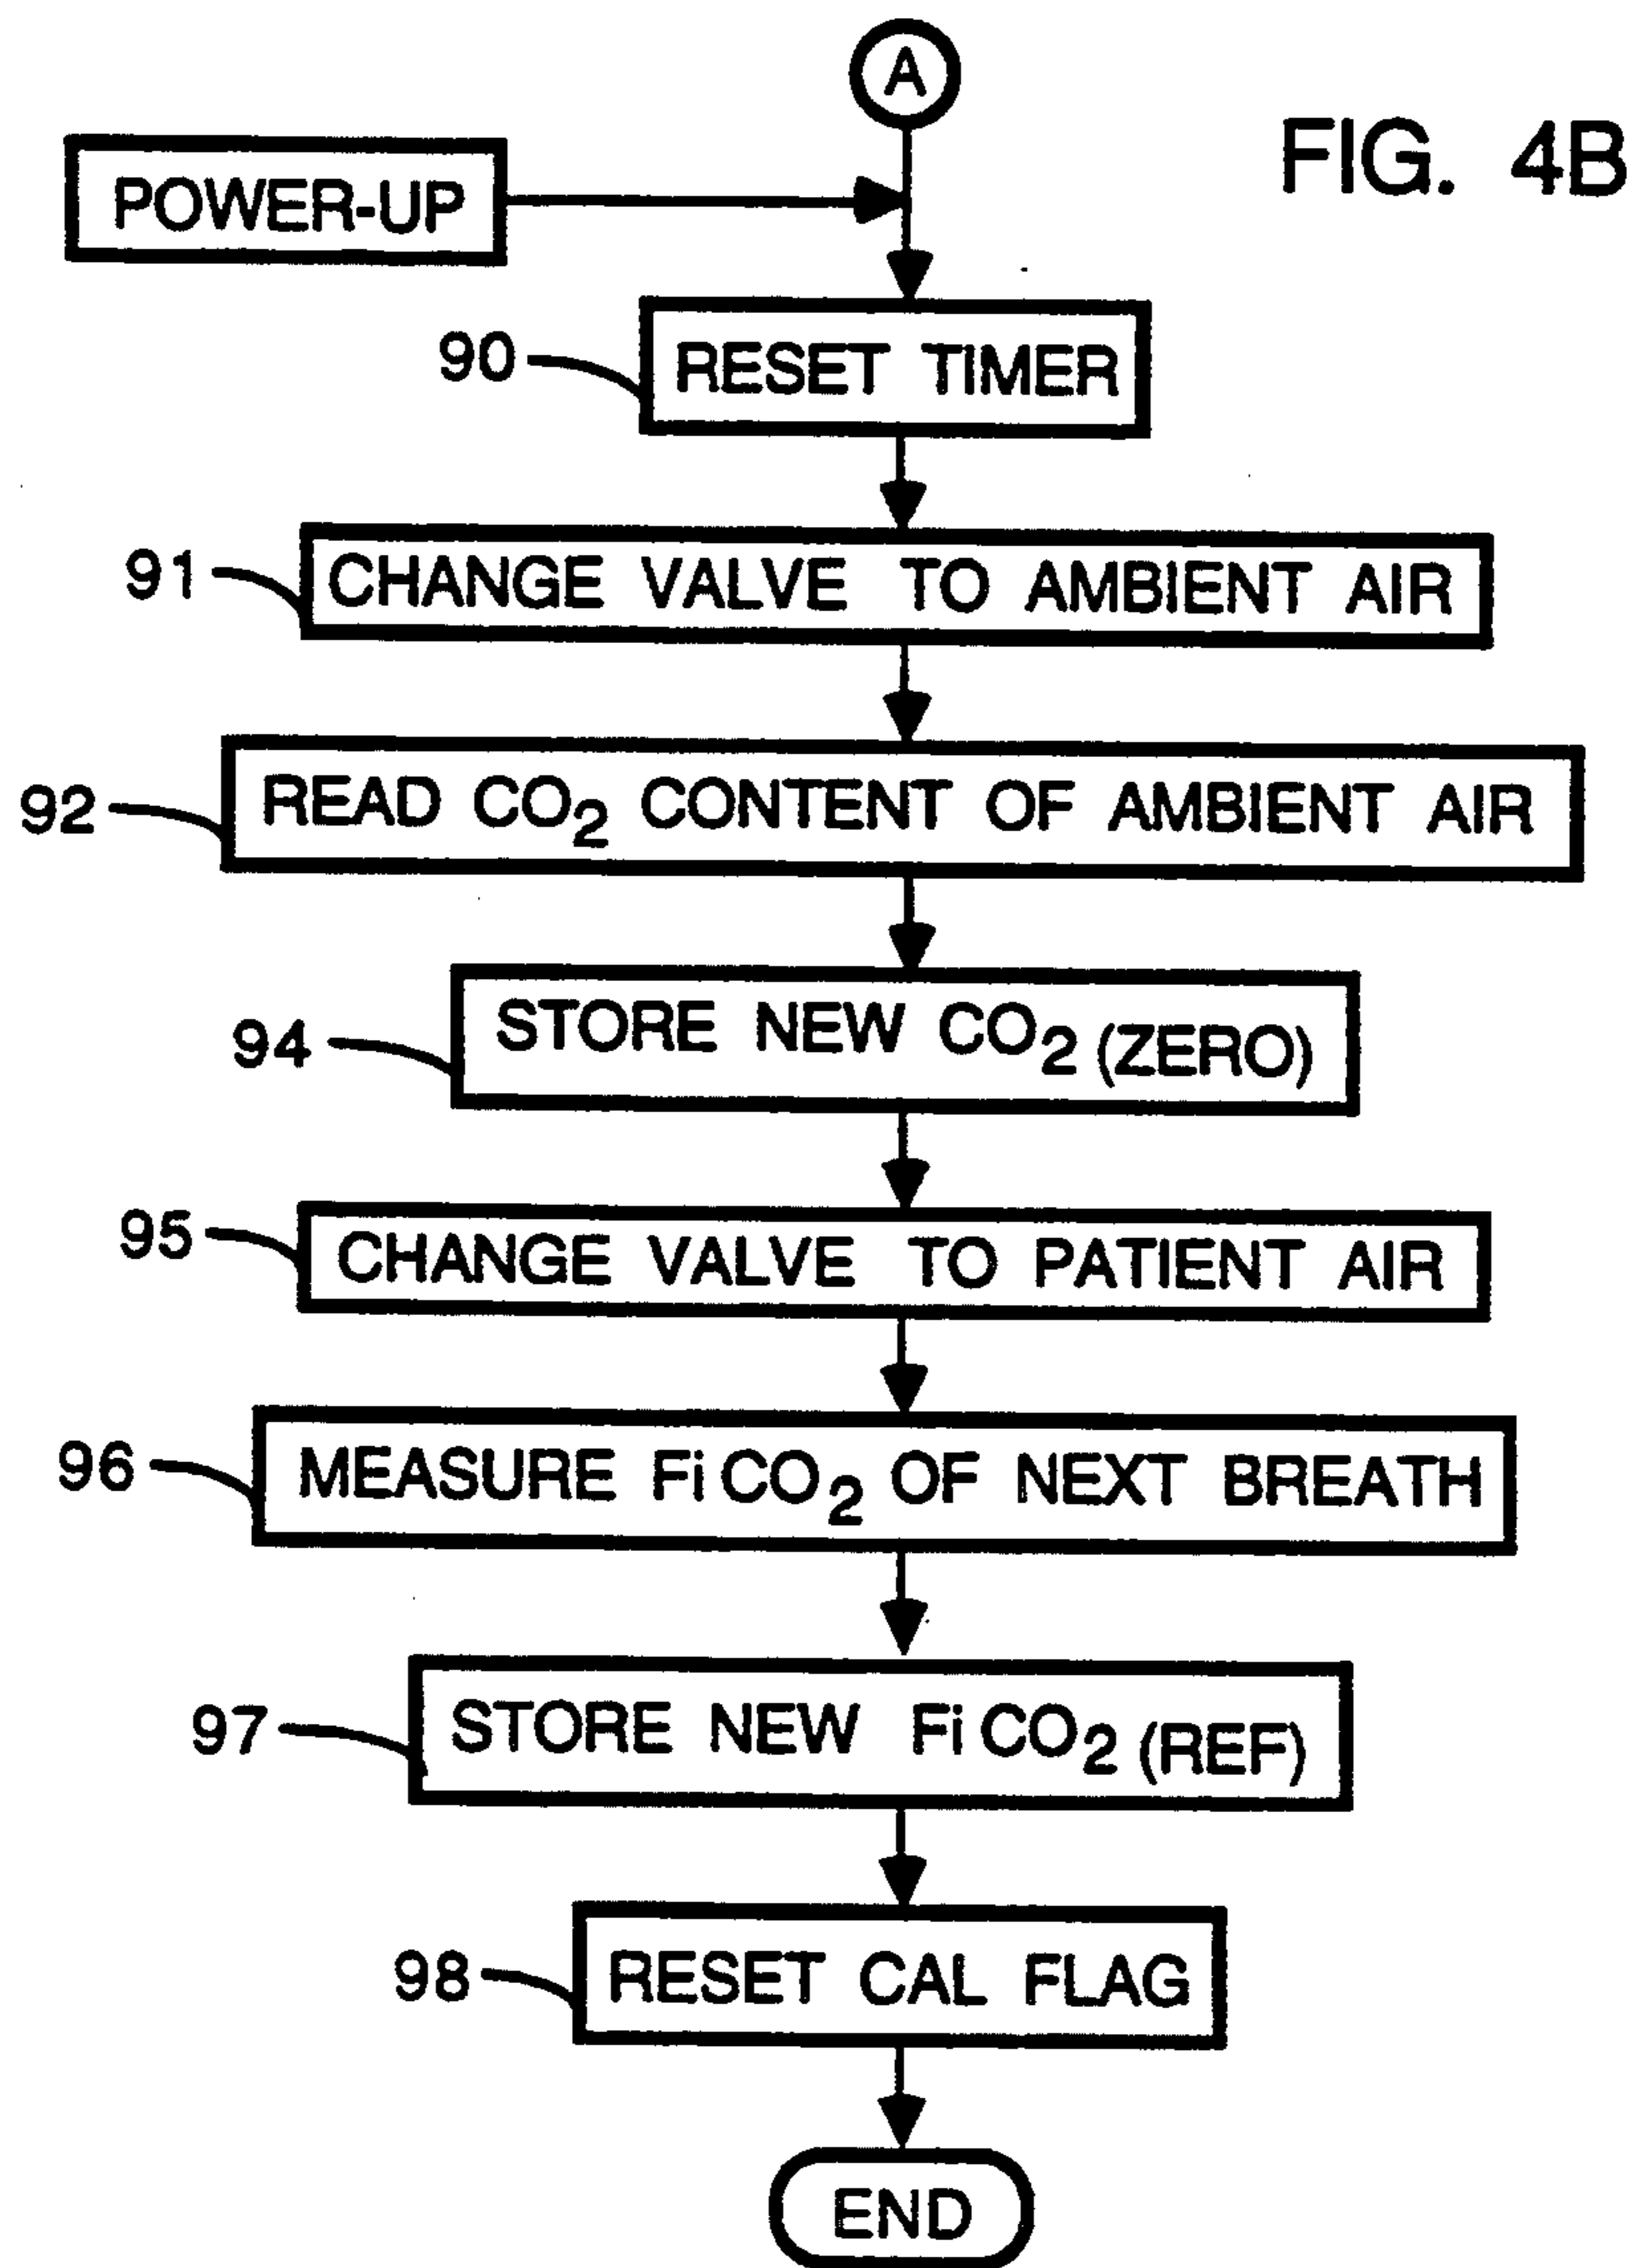 A
FIG. 4B
POWER-UP
90
RESET TIMER
91
CHANGE VALVE TO AMBIENT AIR
92
READ CO2 CONTENT OF AMBIENT AIR
94
STORE NEW CO2 (ZERO)
95
CHANGE VALVE TO PATIENT AIR
96
MEASURE Fi CO2 OF NEXT BREATH
97
STORE NEW Fi CO2 (REF)
98
RESET CAL FLAG
END